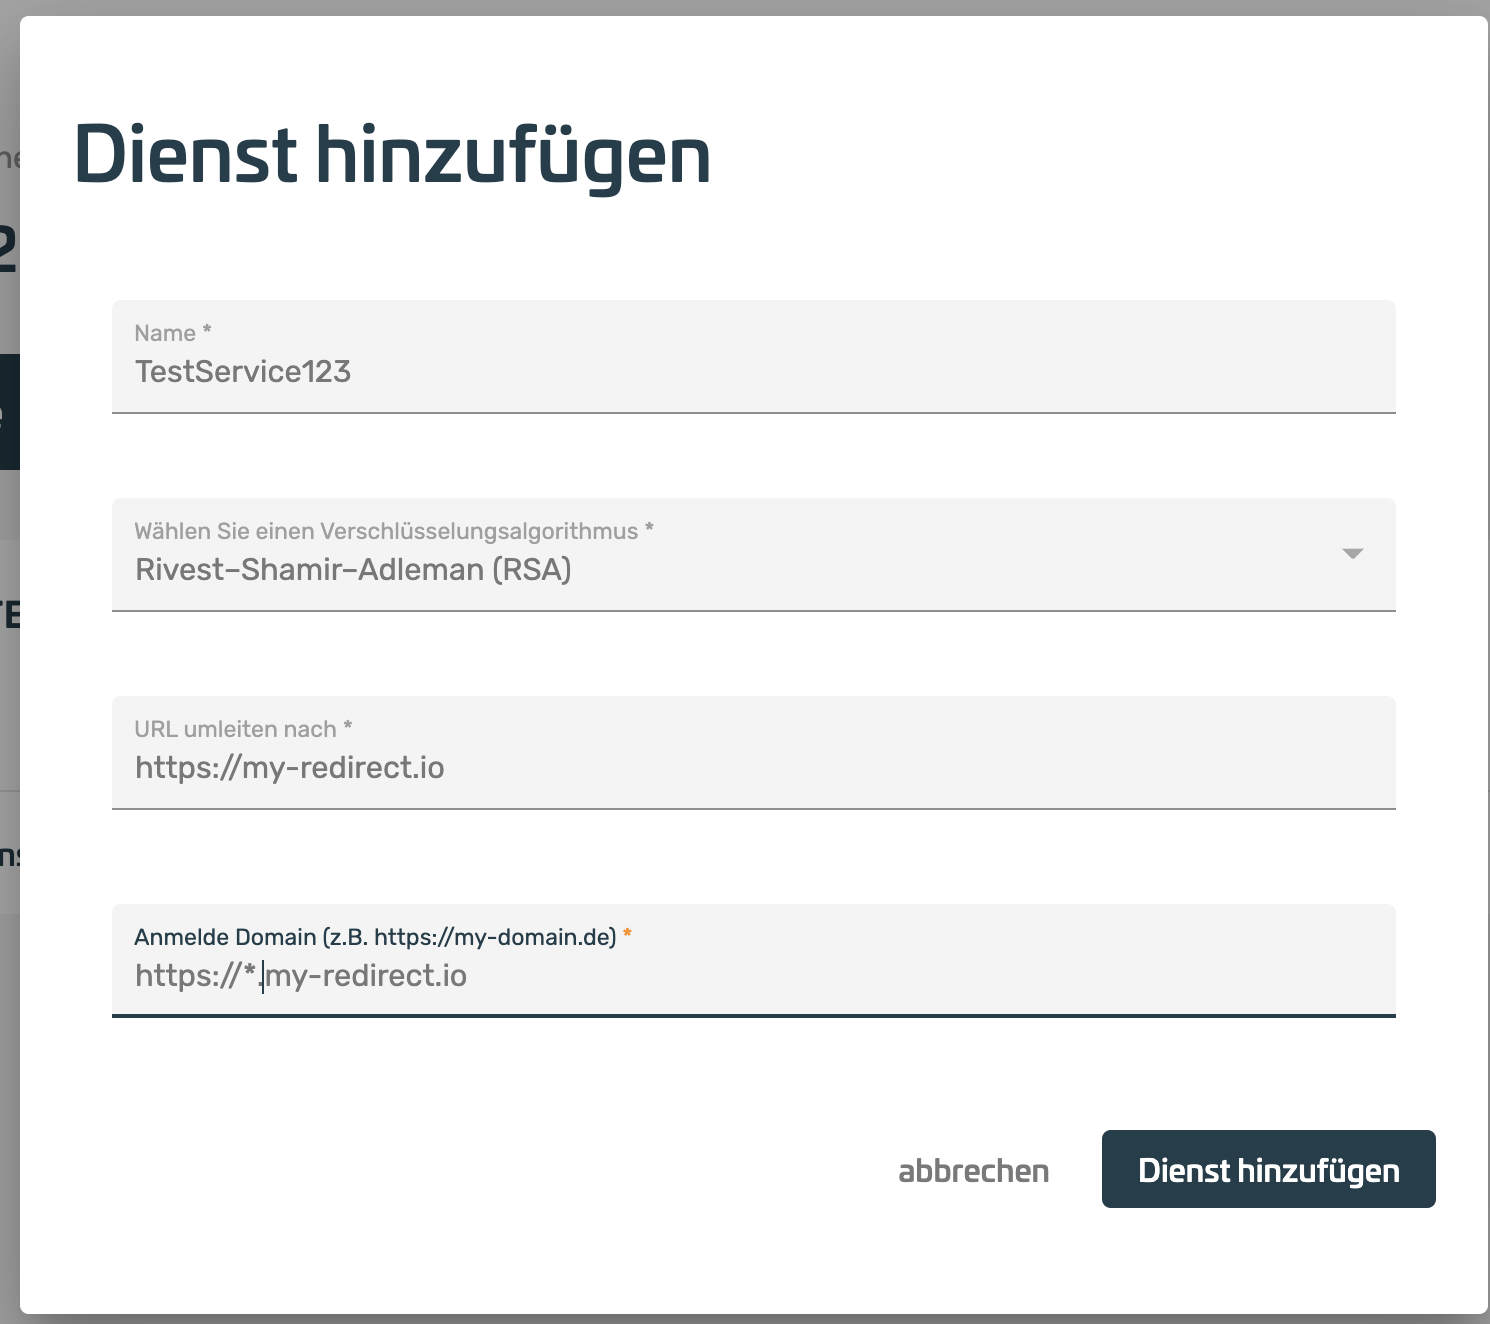 Dienst hinzufügen
Name *
TestService123
Wählen Sie einen Verschlüsselungsalgorithmus *
Rivest–Shamir–Adleman (RSA)
URL umleiten nach *
https://my-redirect.io
Anmelde Domain (z.B. https://my-domain.de) *
https://*.my-redirect.io
abbrechen
Dienst hinzufügen